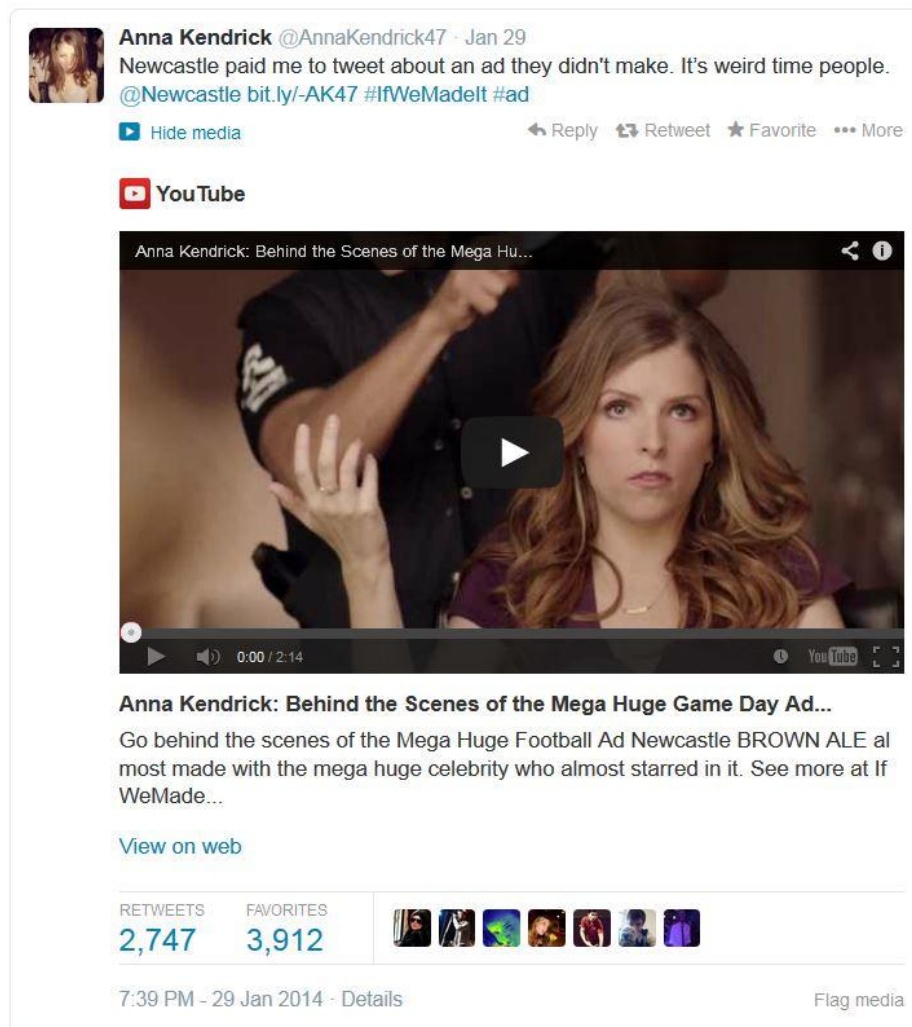 Anna Kendrick @AnnaKendrick47 · Jan 29
Newcastle paid me to tweet about an ad they didn't make. It's weird time people.
@Newcastle bit.ly/-AK47 #IfWeMadeIt #ad
Hide media
Reply Retweet Favorite More
YouTube
Anna Kendrick: Behind the Scenes of the Mega Hu...
0:00 / 2:14
YouTube
Anna Kendrick: Behind the Scenes of the Mega Huge Game Day Ad...
Go behind the scenes of the Mega Huge Football Ad Newcastle BROWN ALE al
most made with the mega huge celebrity who almost starred in it. See more at If
WeMade...
View on web
RETWEETS FAVORITES
2,747 3,912
7:39 PM - 29 Jan 2014 · Details
Flag media